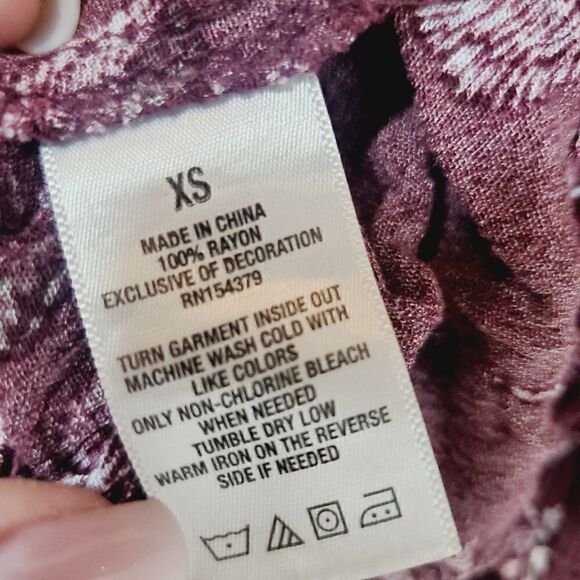 XS
MADE IN CHINA
100% RAYON
EXCLUSIVE OF DECORATION
RN154379
TURN GARMENT INSIDE OUT
MACHINE WASH COLD WITH
LIKE COLORS
ONLY NON-CHLORINE BLEACH
WHEN NEEDED
TUMBLE DRY LOW
WARM IRON ON THE REVERSE
SIDE IF NEEDED